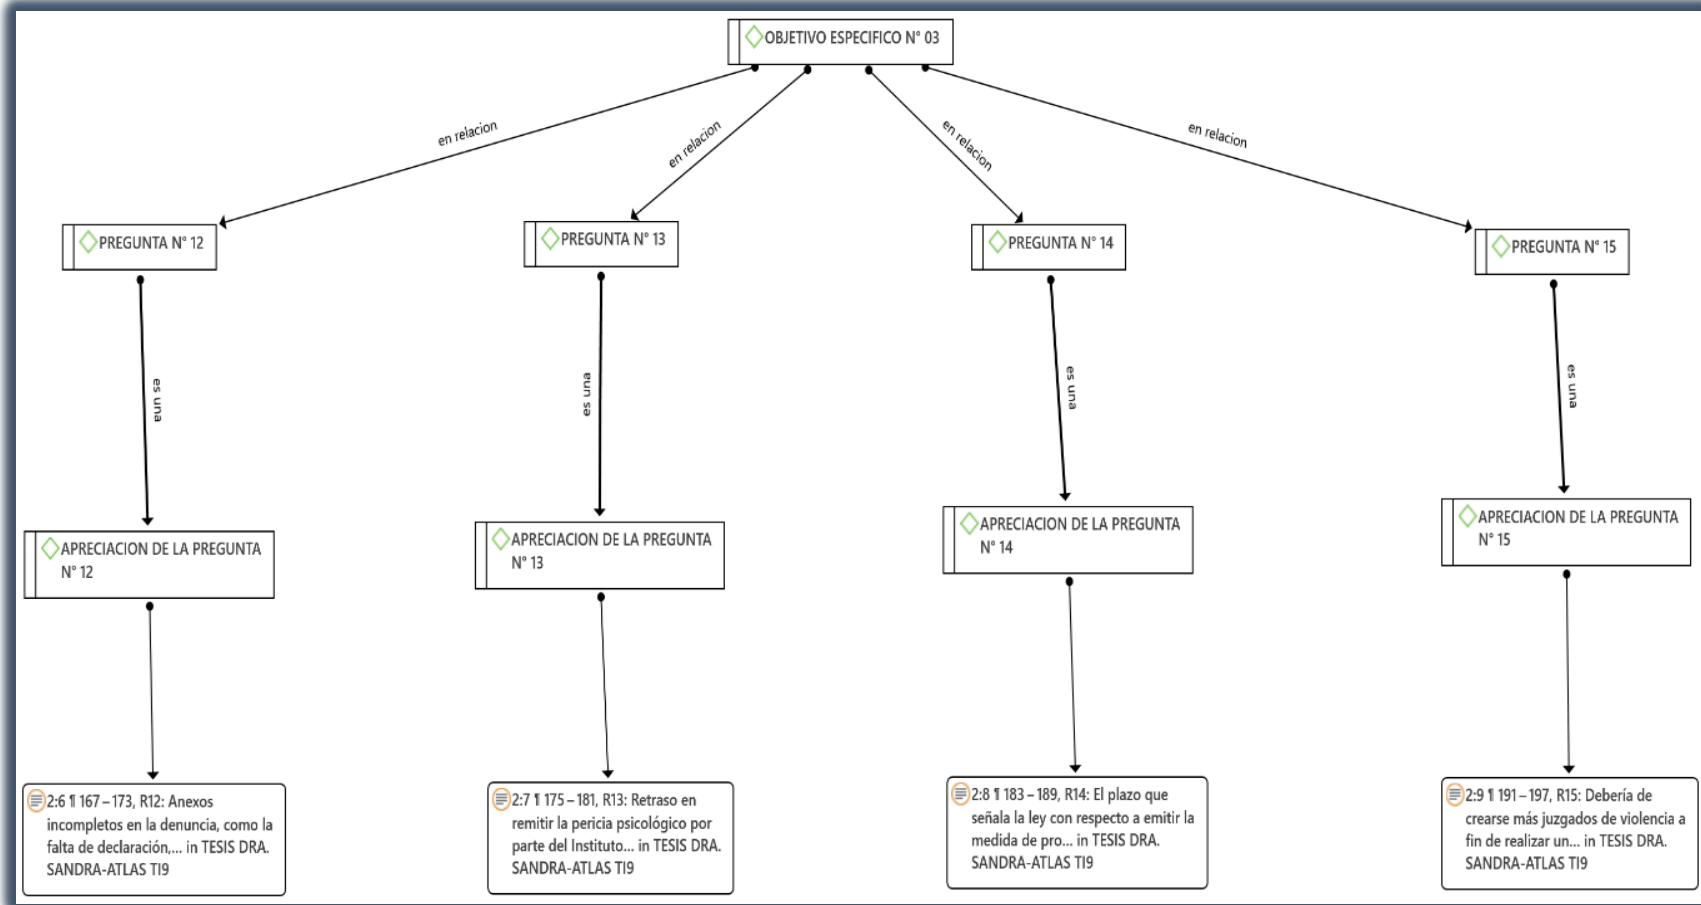 OBJETIVO ESPECIFICO N° 03
en relacion
en relacion
en relacion
en relacion
PREGUNTA N° 12
PREGUNTA N° 13
PREGUNTA N° 14
PREGUNTA N° 15
es una
es una
es una
es una
APRECIACION DE LA PREGUNTA
N° 12
APRECIACION DE LA PREGUNTA
N° 13
APRECIACION DE LA PREGUNTA
N° 14
APRECIACION DE LA PREGUNTA
N° 15
2:6 ¶ 167 – 173, R12: Anexos
incompletos en la denuncia, como la
falta de declaración,... in TESIS DRA.
SANDRA-ATLAS TI9
2:7 ¶ 175 – 181, R13: Retraso en
remitir la pericia psicológico por
parte del Instituto... in TESIS DRA.
SANDRA-ATLAS TI9
2:8 ¶ 183 – 189, R14: El plazo que
señala la ley con respecto a emitir la
medida de pro... in TESIS DRA.
SANDRA-ATLAS TI9
2:9 ¶ 191 – 197, R15: Debería de
crearse más juzgados de violencia a
fin de realizar un... in TESIS DRA.
SANDRA-ATLAS TI9